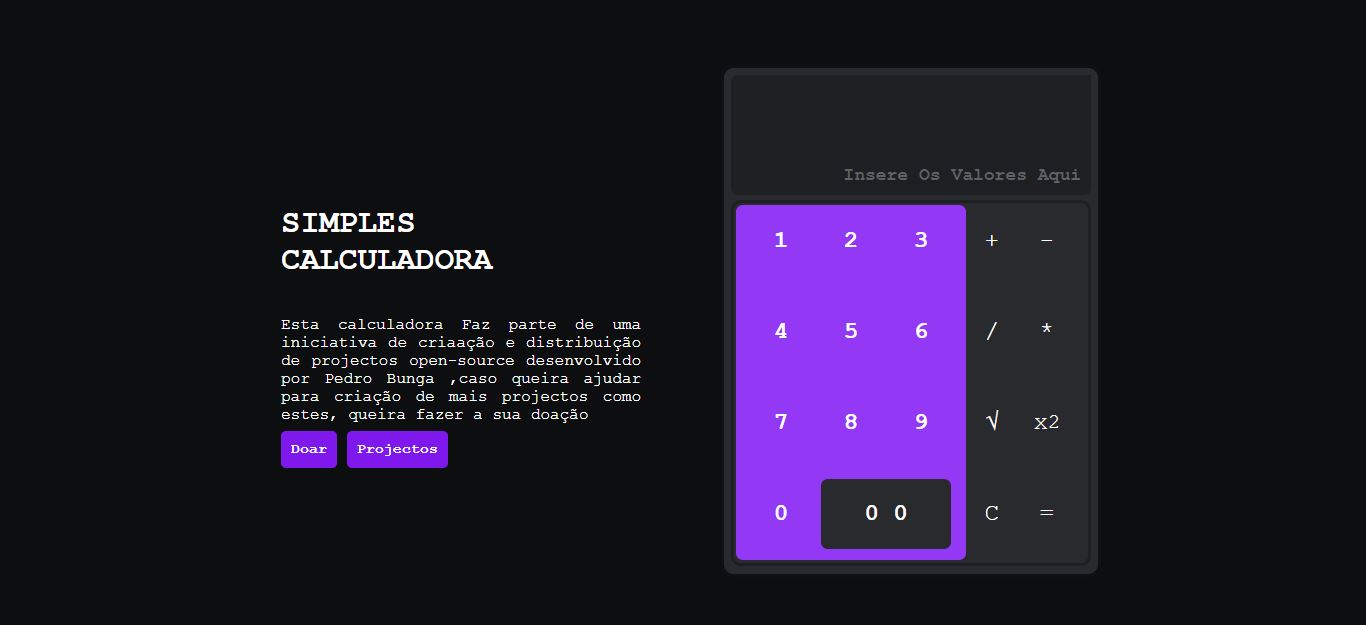 SIMPLES
CALCULADORA
Esta calculadora Faz parte de uma
iniciativa de criaação e distribuição
de projectos open-source desenvolvido
por Pedro Bunga ,caso queira ajudar
para criação de mais projectos como
estes, queira fazer a sua doação
Doar Projectos
Insere Os Valores Aqui
1 2 3 + -
4 5 6 / *
7 8 9 √ x2
0 0 0 C =